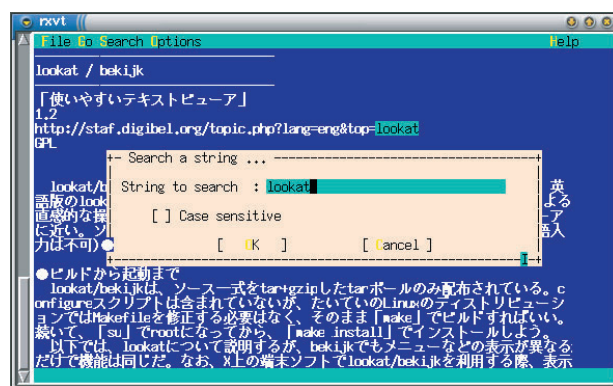 rxvt
File Go Search Options Help
lookat / bekijk
「使いやすいテキストビューア」
1.2
http://staf.digibel.org/topic.php?lang=eng&top=lookat
GPL
Search a string ...
lookat/b
String to search : lookat
英
語版のlook
よる
[ ] Case sensitive
直感的な操
ーア
に近い。ソ
[ OK ] [ Cancel ]
語入
力は不可)●
●ビルドから起動まで
lookat/bekijkは、ソース一式をtar+gzipしたtarボールのみ配布されている。c
onfigureスクリプトは含まれていないが、たいていのLinuxのディストリビューシ
ョンではMakefileを修正する必要はなく、そのまま「make」でビルドすればいい。
続いて、「su」でrootになってから、「make install」でインストールしよう。
以下では、lookatについて説明するが、bekijkでもメニューなどの表示が異なる
だけで機能は同じだ。なお、X上の端末ソフトでlookat/bekijkを利用する際、表示